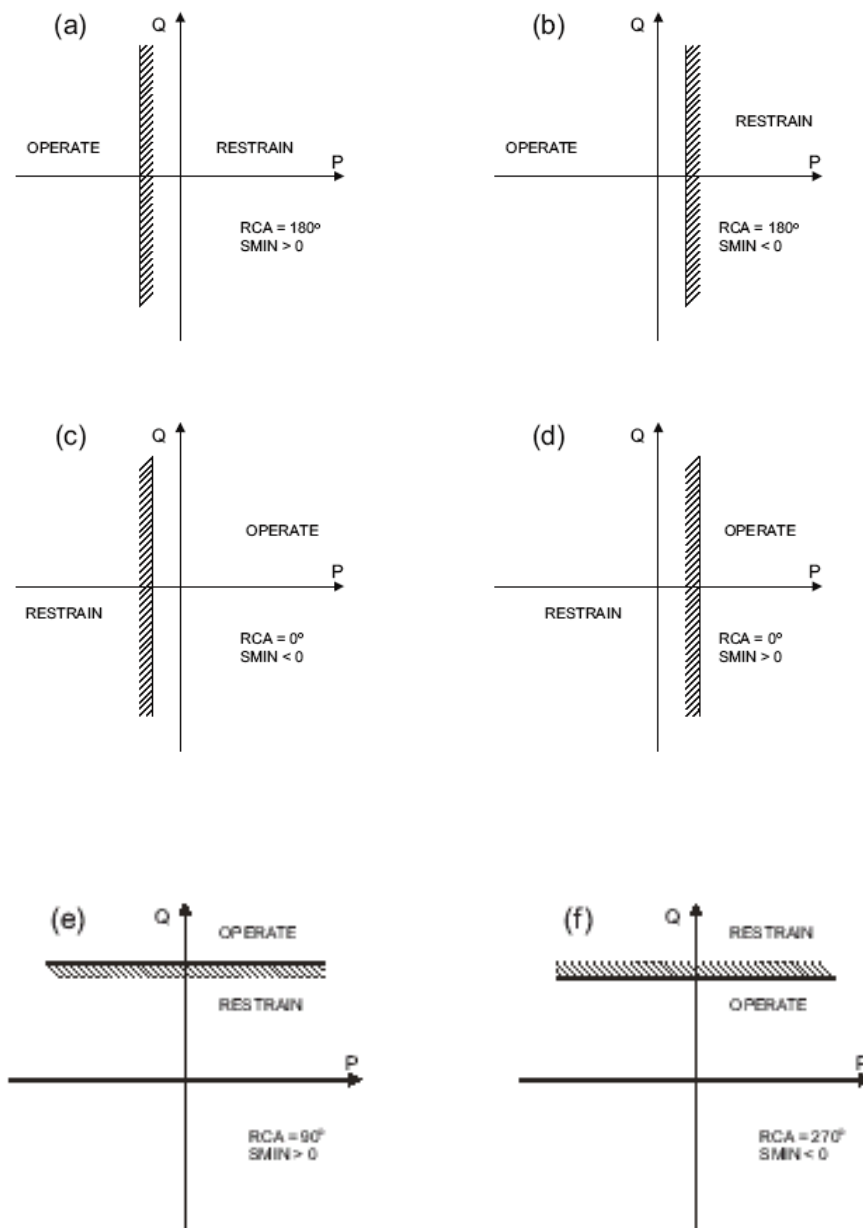 (a)
Q
OPERATE
RESTRAIN
P
RCA = 180°
SMIN > 0
(b)
Q
RESTRAIN
OPERATE
P
RCA = 180°
SMIN < 0
(c)
Q
OPERATE
P
RESTRAIN
RCA = 0°
SMIN < 0
(d)
Q
OPERATE
P
RESTRAIN
RCA = 0°
SMIN > 0
(e)
Q
OPERATE
RESTRAIN
P
RCA = 90°
SMIN > 0
(f)
Q
RESTRAIN
OPERATE
P
RCA = 270°
SMIN < 0